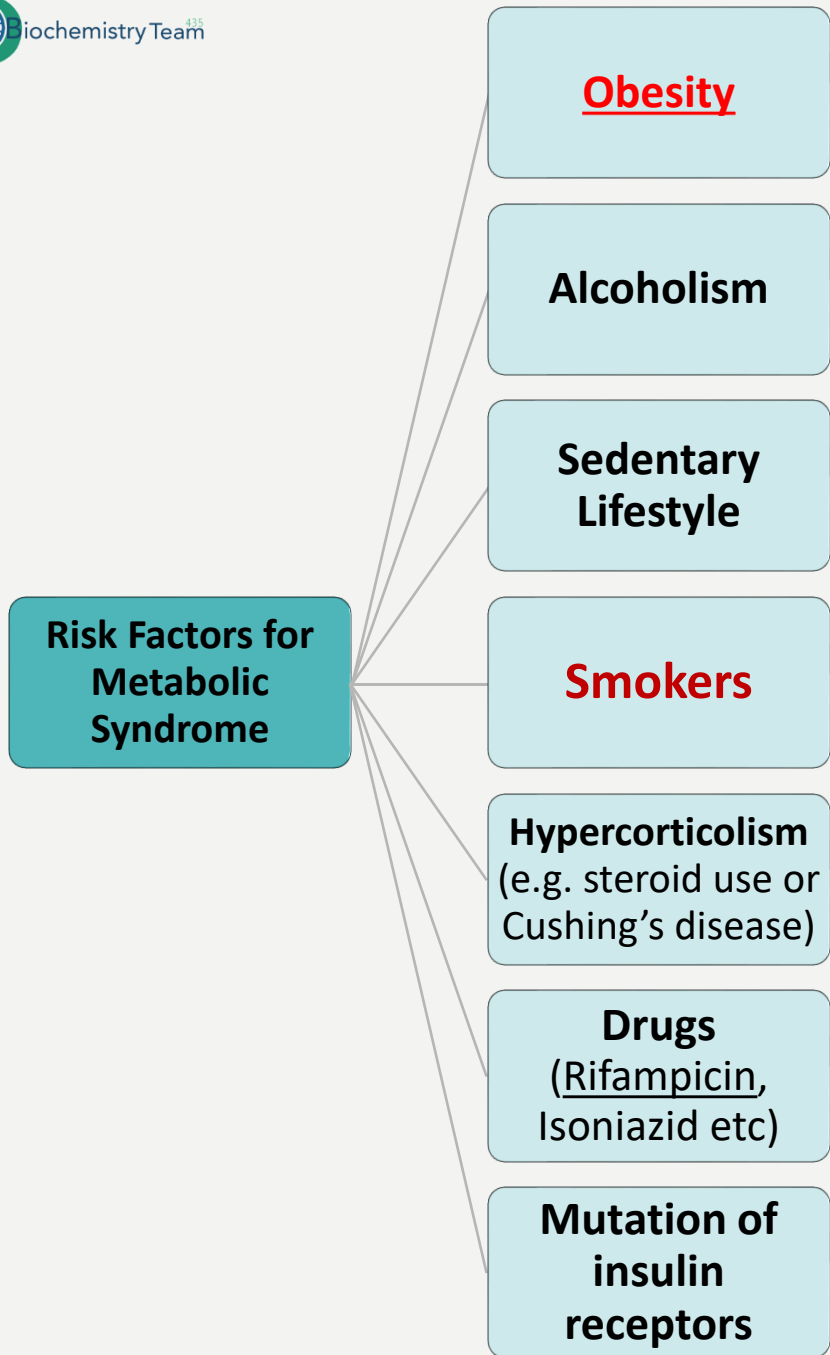 Biochemistry Team 435
Obesity
Alcoholism
Sedentary
Lifestyle
Risk Factors for
Metabolic
Syndrome
Smokers
Hypercorticolism
(e.g. steroid use or
Cushing’s disease)
Drugs
(Rifampicin,
Isoniazid etc)
Mutation of
insulin
receptors